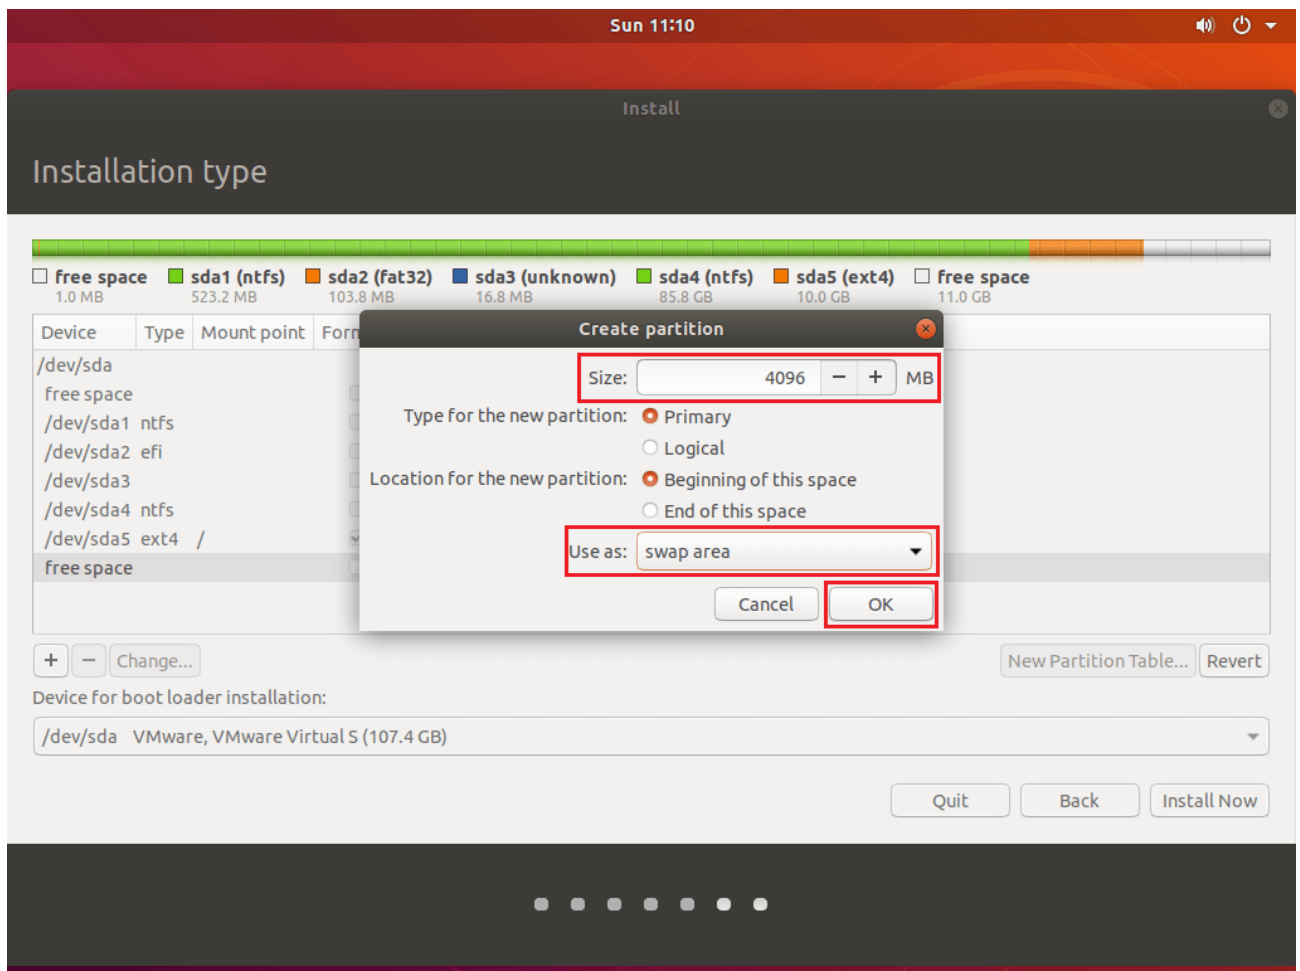 Sun 11:10
Install
Installation type
free space sda1 (ntfs) sda2 (fat32) sda3 (unknown) sda4 (ntfs) sda5 (ext4) free space
1.0 MB 523.2 MB 103.8 MB 16.8 MB 85.8 GB 10.0 GB 11.0 GB
Device Type Mount point Form
/dev/sda
free space
/dev/sda1 ntfs
/dev/sda2 efi
/dev/sda3
/dev/sda4 ntfs
/dev/sda5 ext4 /
free space
Create partition
Size: 4096 − + MB
Type for the new partition: Primary
Logical
Location for the new partition: Beginning of this space
End of this space
Use as: swap area
Cancel OK
+ − Change... New Partition Table... Revert
Device for boot loader installation:
/dev/sda VMware, VMware Virtual S (107.4 GB)
Quit Back Install Now